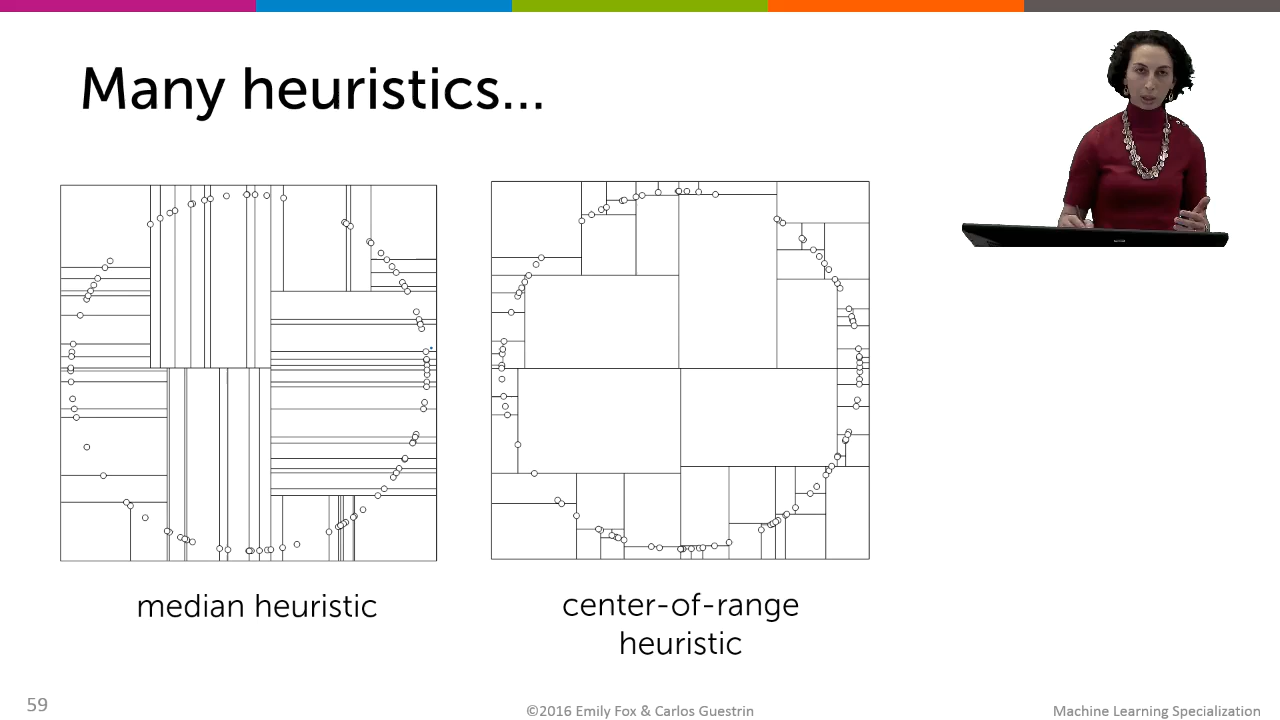 Many heuristics...
median heuristic
center-of-range
heuristic
59
©2016 Emily Fox & Carlos Guestrin
Machine Learning Specialization